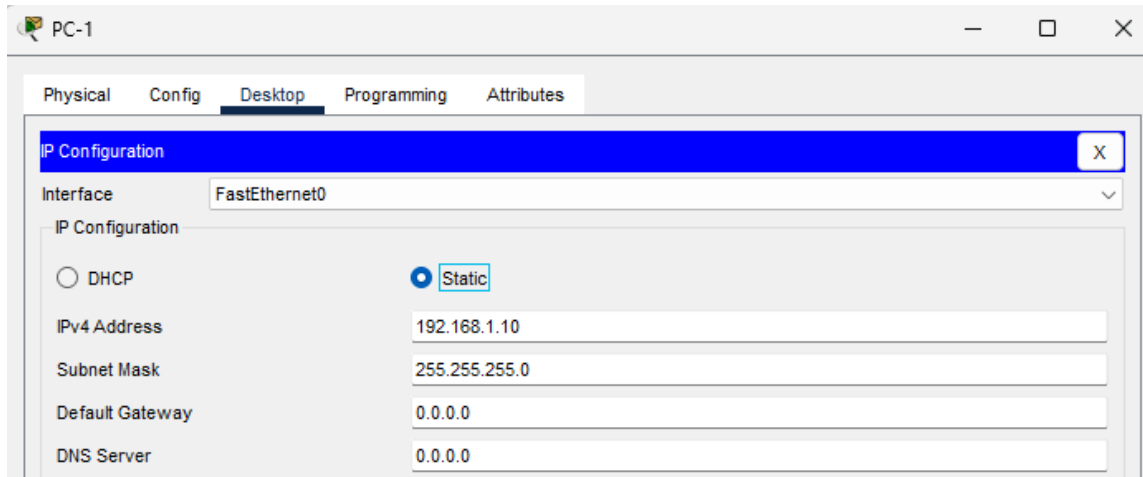 PC-1
Physical Config Desktop Programming Attributes
IP Configuration X
Interface FastEthernet0
IP Configuration
DHCP Static
IPv4 Address 192.168.1.10
Subnet Mask 255.255.255.0
Default Gateway 0.0.0.0
DNS Server 0.0.0.0